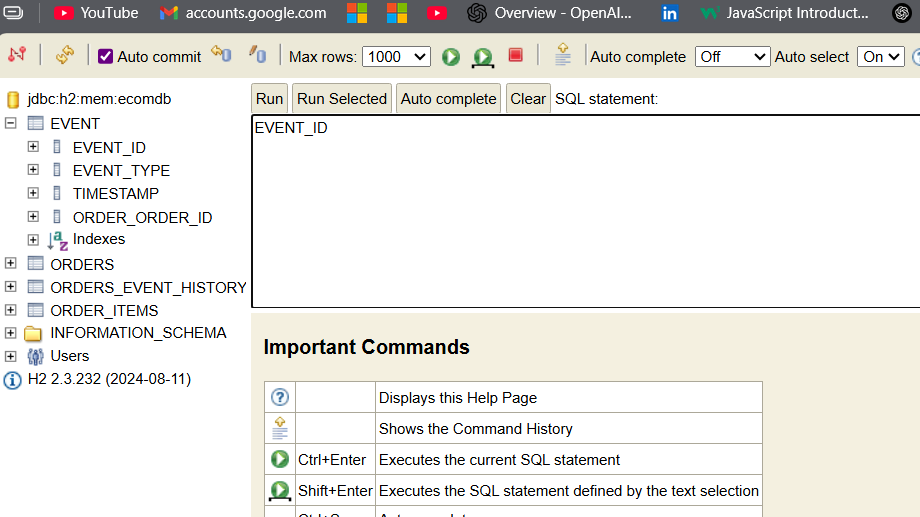 YouTube accounts.google.com Overview - OpenAI... in JavaScript Introduct...
Auto commit Max rows: 1000 Auto complete Off Auto select On
jdbc:h2:mem:ecomdb
EVENT
EVENT_ID
EVENT_TYPE
TIMESTAMP
ORDER_ORDER_ID
Indexes
ORDERS
ORDERS_EVENT_HISTORY
ORDER_ITEMS
INFORMATION_SCHEMA
Users
H2 2.3.232 (2024-08-11)
Run Run Selected Auto complete Clear SQL statement:
EVENT_ID
Important Commands
Displays this Help Page
Shows the Command History
Ctrl+Enter Executes the current SQL statement
Shift+Enter Executes the SQL statement defined by the text selection